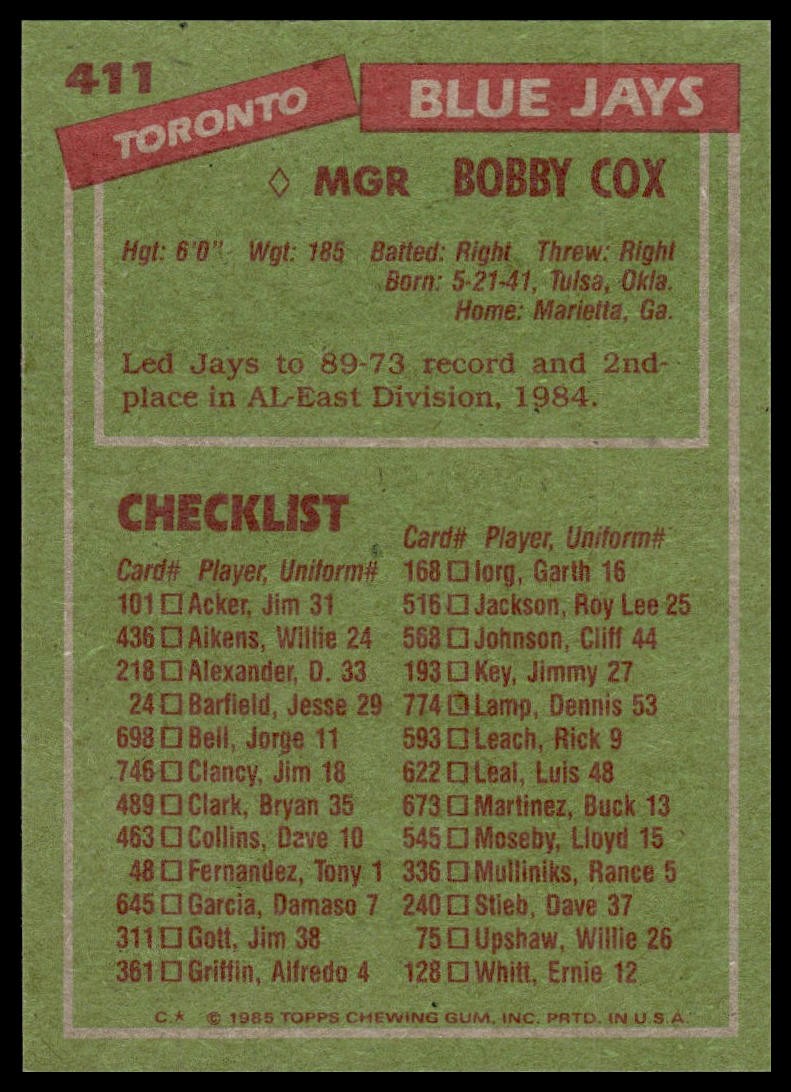 411
TORONTO BLUE JAYS
◇ MGR BOBBY COX
Hgt: 6'0" Wgt: 185 Batted: Right Threw: Right
Born: 5-21-41, Tulsa, Okla.
Home: Marietta, Ga.
Led Jays to 89-73 record and 2nd-
place in AL-East Division, 1984.
CHECKLIST
Card# Player, Uniform#
101 □ Acker, Jim 31
436 □ Aikens, Willie 24
218 □ Alexander, D. 33
24 □ Barfield, Jesse 29
698 □ Bell, Jorge 11
746 □ Clancy, Jim 18
489 □ Clark, Bryan 35
463 □ Collins, Dave 10
48 □ Fernandez, Tony 1
645 □ Garcia, Damaso 7
311 □ Gott, Jim 38
361 □ Griffin, Alfredo 4
Card# Player, Uniform#
168 □ Iorg, Garth 16
516 □ Jackson, Roy Lee 25
568 □ Johnson, Cliff 44
193 □ Key, Jimmy 27
774 □ Lamp, Dennis 53
593 □ Leach, Rick 9
622 □ Leal, Luis 48
673 □ Martinez, Buck 13
545 □ Moseby, Lloyd 15
336 □ Mulliniks, Rance 5
240 □ Stieb, Dave 37
75 □ Upshaw, Willie 26
128 □ Whitt, Ernie 12
C.* © 1985 TOPPS CHEWING GUM, INC. PRTD. IN U.S.A.